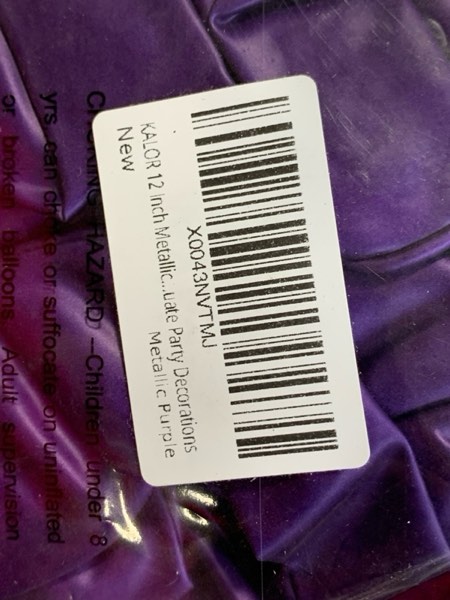 X0043NVTMJ
KALOR 12 Inch Metallic...uate Party Decorations
Metallic Purple
New
CHOKING HAZARD —Children under 8
yrs. can choke or suffocate on uninflated
or broken balloons. Adult supervision